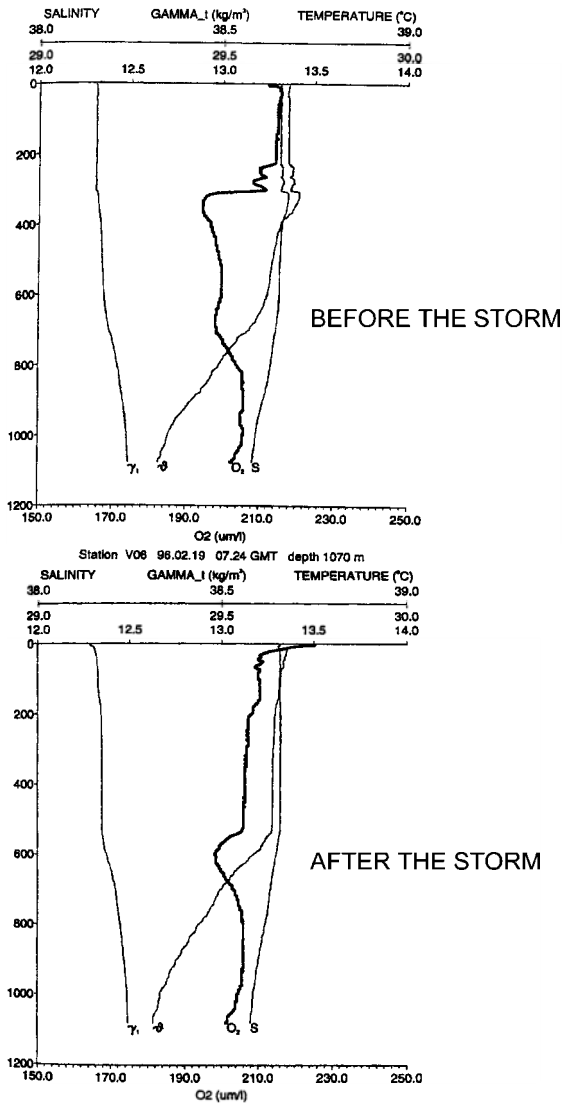 SALINITY GAMMA_t (kg/m³) TEMPERATURE (°C)
38.0 38.5 39.0
29.0 29.5 30.0
12.0 12.5 13.0 13.5 14.0
0
200
400
600
BEFORE THE STORM
800
1000
γ₁ ϑ O₂ S
1200
150.0 170.0 190.0 210.0 230.0 250.0
O2 (um/l)
Station V06 96.02.19 07.24 GMT depth 1070 m
SALINITY GAMMA_t (kg/m³) TEMPERATURE (°C)
38.0 38.5 39.0
29.0 29.5 30.0
12.0 12.5 13.0 13.5 14.0
0
200
400
600
AFTER THE STORM
800
1000
γ₁ ϑ O₂ S
1200
150.0 170.0 190.0 210.0 230.0 250.0
O2 (um/l)